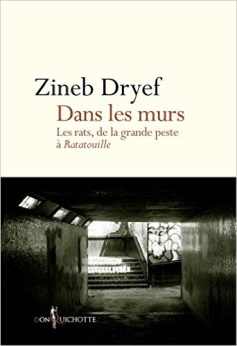 Zineb Dryef
Dans les murs
Les rats, de la grande peste
à Ratatouille
DON QUICHOTTE